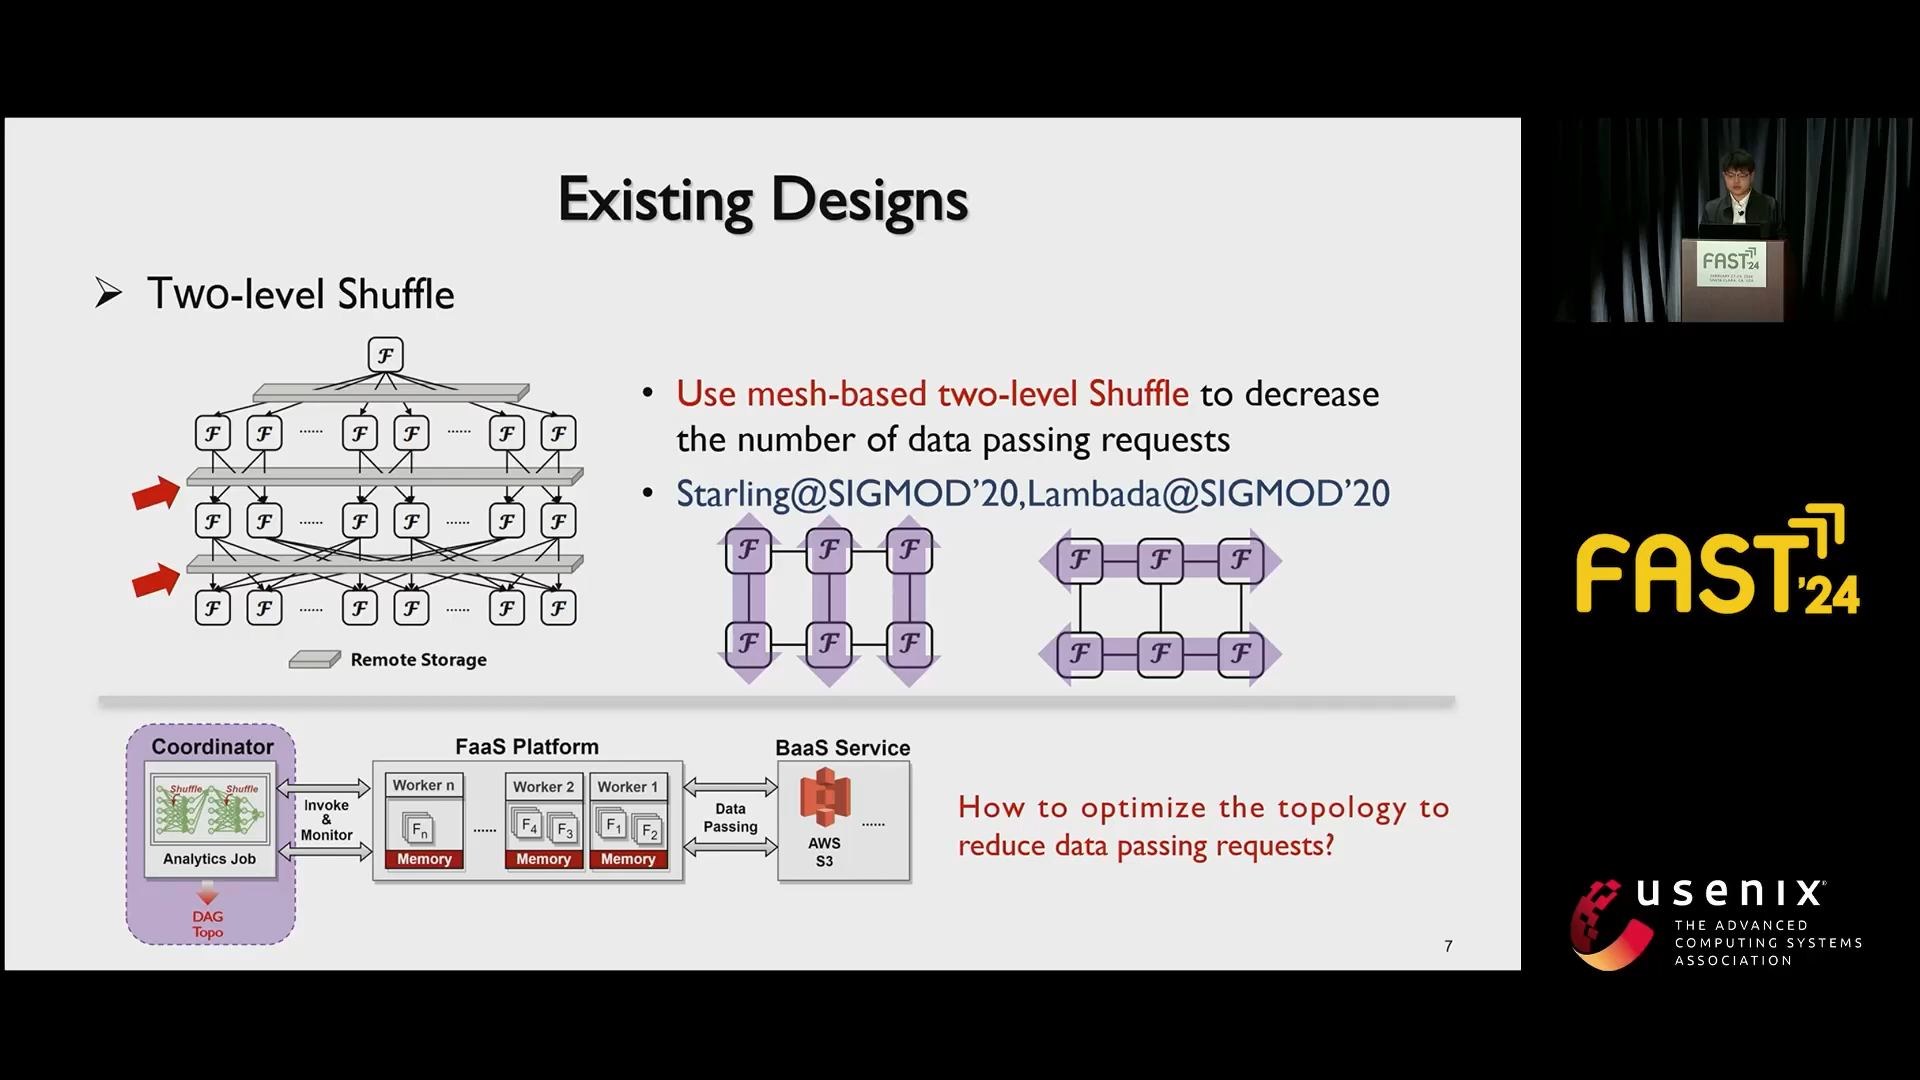 Existing Designs
Two-level Shuffle
F
F F ...... F F ...... F F
F F ...... F F ...... F F
F F ...... F F ...... F F
Remote Storage
• Use mesh-based two-level Shuffle to decrease
the number of data passing requests
• Starling@SIGMOD'20,Lambada@SIGMOD'20
F F F
F F F
F F F
F F F
Coordinator
Shuffle Shuffle
Analytics Job
DAG
Topo
Invoke
&
Monitor
FaaS Platform
Worker n
Fn
Memory
......
Worker 2
F4 F3
Memory
Worker 1
F1 F2
Memory
Data
Passing
BaaS Service
AWS
S3
......
How to optimize the topology to
reduce data passing requests?
7
FAST'24
FAST'24
usenix
THE ADVANCED
COMPUTING SYSTEMS
ASSOCIATION